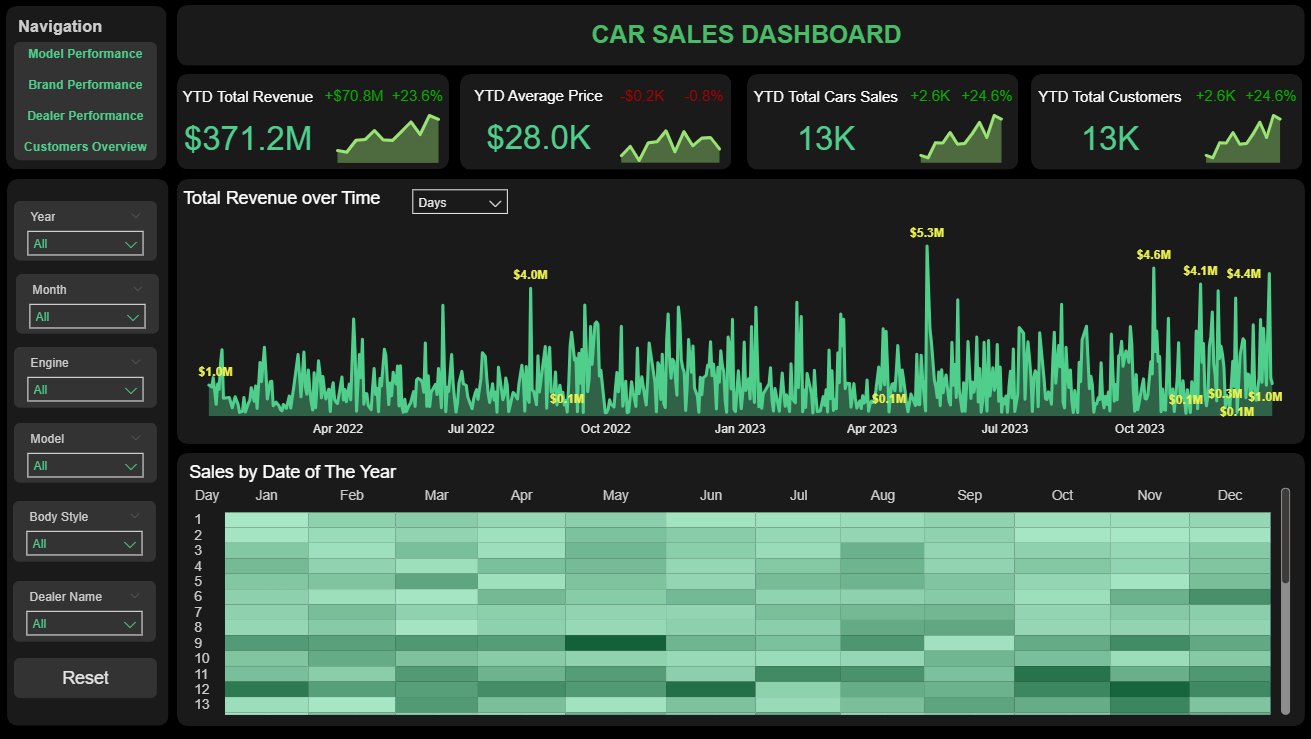 Navigation
Model Performance
Brand Performance
Dealer Performance
Customers Overview
CAR SALES DASHBOARD
YTD Total Revenue +$70.8M +23.6%
$371.2M
YTD Average Price -$0.2K -0.8%
$28.0K
YTD Total Cars Sales +2.6K +24.6%
13K
YTD Total Customers +2.6K +24.6%
13K
Year
All
Month
All
Engine
All
Model
All
Body Style
All
Dealer Name
All
Reset
Total Revenue over Time Days
$5.3M
$4.6M
$4.0M $4.1M $4.4M
$1.0M
$0.1M $0.1M $0.1M $0.3M $1.0M
$0.1M
Apr 2022 Jul 2022 Oct 2022 Jan 2023 Apr 2023 Jul 2023 Oct 2023
Sales by Date of The Year
Day Jan Feb Mar Apr May Jun Jul Aug Sep Oct Nov Dec
1
2
3
4
5
6
7
8
9
10
11
12
13